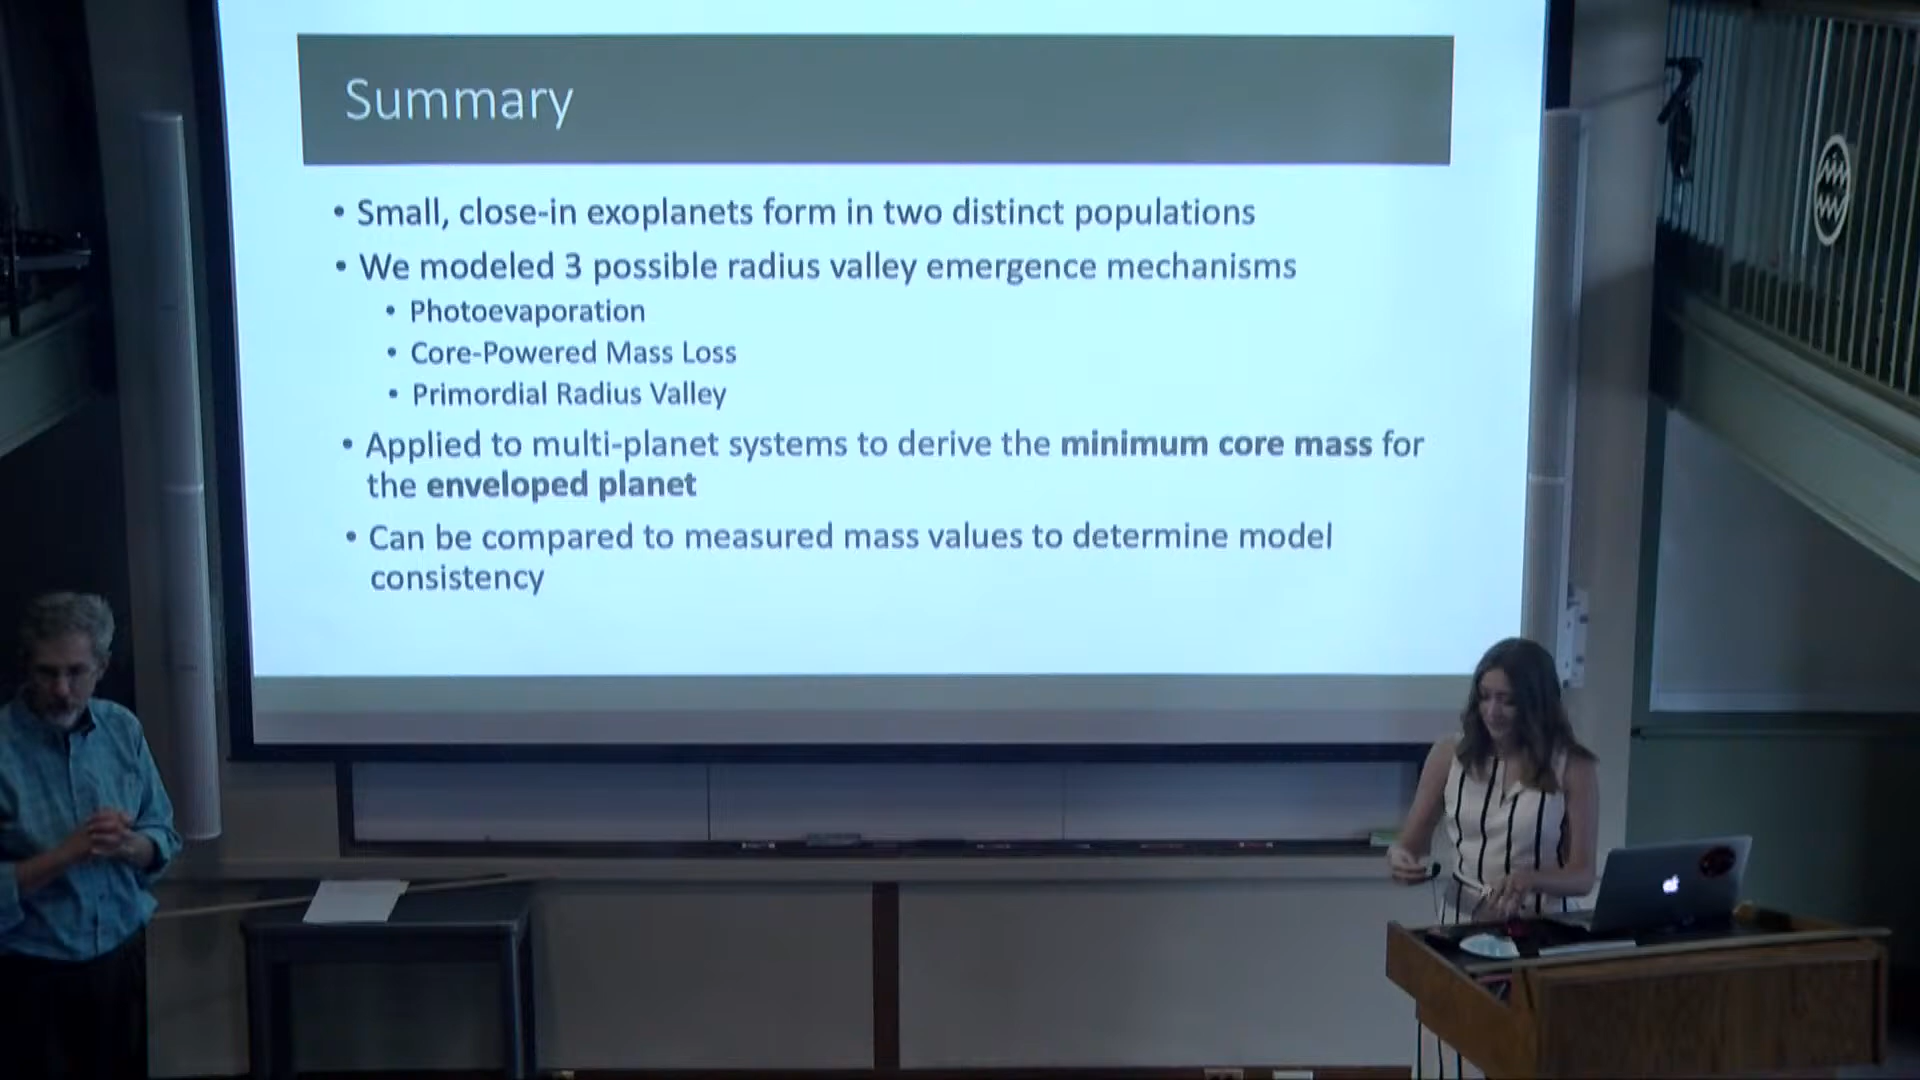 Summary
• Small, close-in exoplanets form in two distinct populations
• We modeled 3 possible radius valley emergence mechanisms
• Photoevaporation
• Core-Powered Mass Loss
• Primordial Radius Valley
• Applied to multi-planet systems to derive the minimum core mass for
the enveloped planet
• Can be compared to measured mass values to determine model
consistency